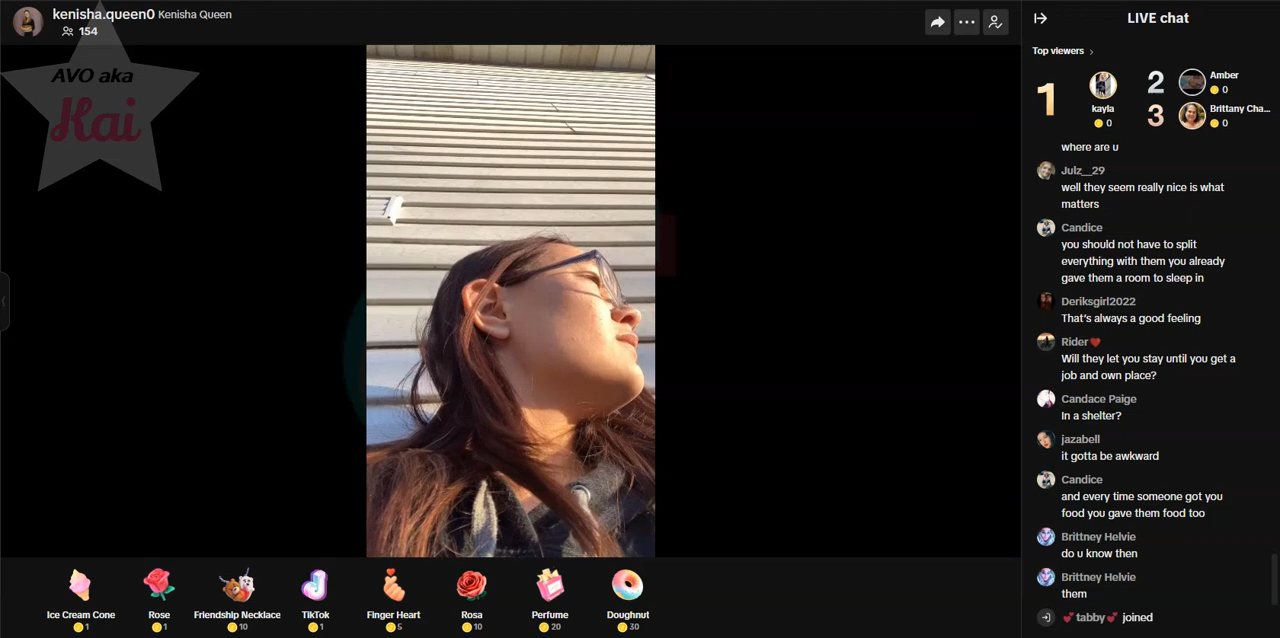 kenisha.queen0 Kenisha Queen
154
AVO aka
Kai
LIVE chat
Top viewers >
1
kayla
0
2
Amber
0
3
Brittany Cha...
0
where are u
Julz__29
well they seem really nice is what
matters
Candice
you should not have to split
everything with them you already
gave them a room to sleep in
Deriksgirl2022
That's always a good feeling
Rider❤️
Will they let you stay until you get a
job and own place?
Candace Paige
In a shelter?
jazabell
it gotta be awkward
Candice
and every time someone got you
food you gave them food too
Brittney Helvie
do u know then
Brittney Helvie
them
💕tabby💕 joined
Ice Cream Cone
1
Rose
1
Friendship Necklace
10
TikTok
1
Finger Heart
5
Rosa
10
Perfume
20
Doughnut
30